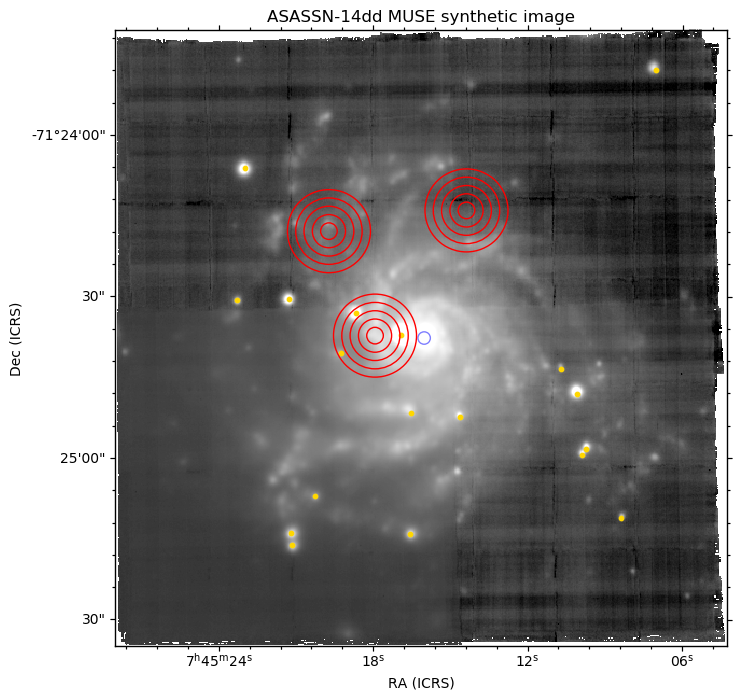 ASASSN-14dd MUSE synthetic image
-71°24'00"
30"
25'00"
30"
Dec (ICRS)
7ʰ45ᵐ24ˢ 18ˢ 12ˢ 06ˢ
RA (ICRS)